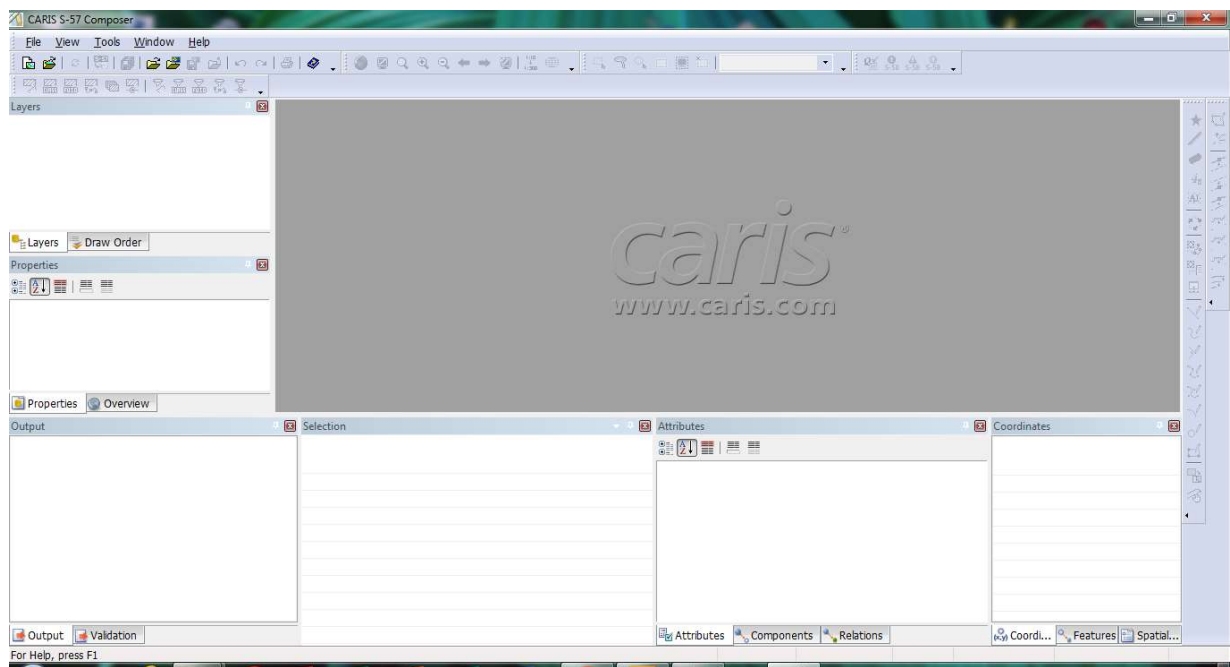 CARIS S-57 Composer
File View Tools Window Help
Layers
Layers Draw Order
Properties
Properties Overview
caris®
www.caris.com
Output
Output Validation
Selection
Attributes
Attributes Components Relations
Coordinates
Coordi... Features Spatial...
For Help, press F1